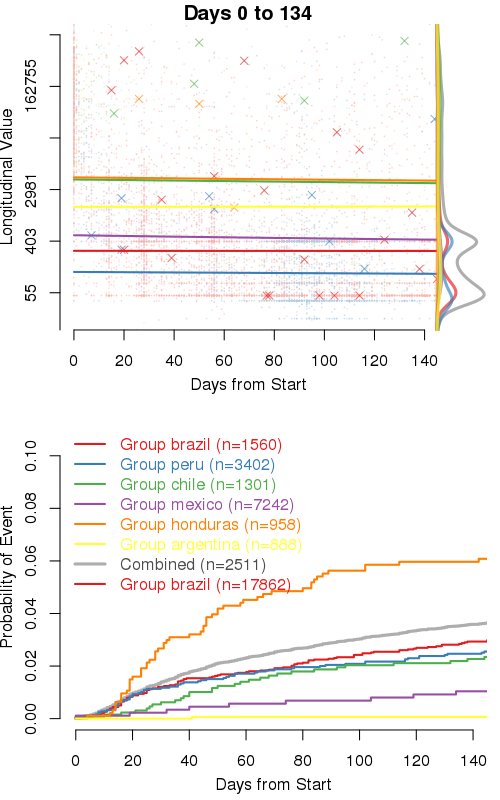 Days 0 to 134
Longitudinal Value
162755
2981
403
55
0 20 40 60 80 100 120 140
Days from Start
Probability of Event
0.10
0.08
0.06
0.04
0.02
0.00
Group brazil (n=1560)
Group peru (n=3402)
Group chile (n=1301)
Group mexico (n=7242)
Group honduras (n=958)
Group argentina (n=888)
Combined (n=2511)
Group brazil (n=17862)
0 20 40 60 80 100 120 140
Days from Start